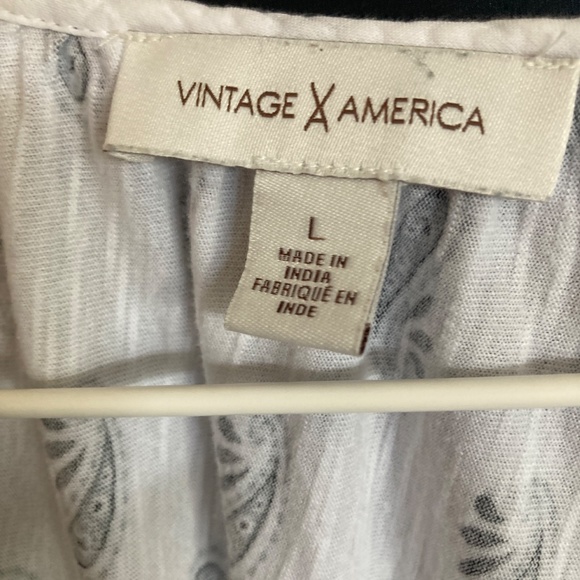 VINTAGE AMERICA
L
MADE IN
INDIA
FABRIQUÉ EN
INDE